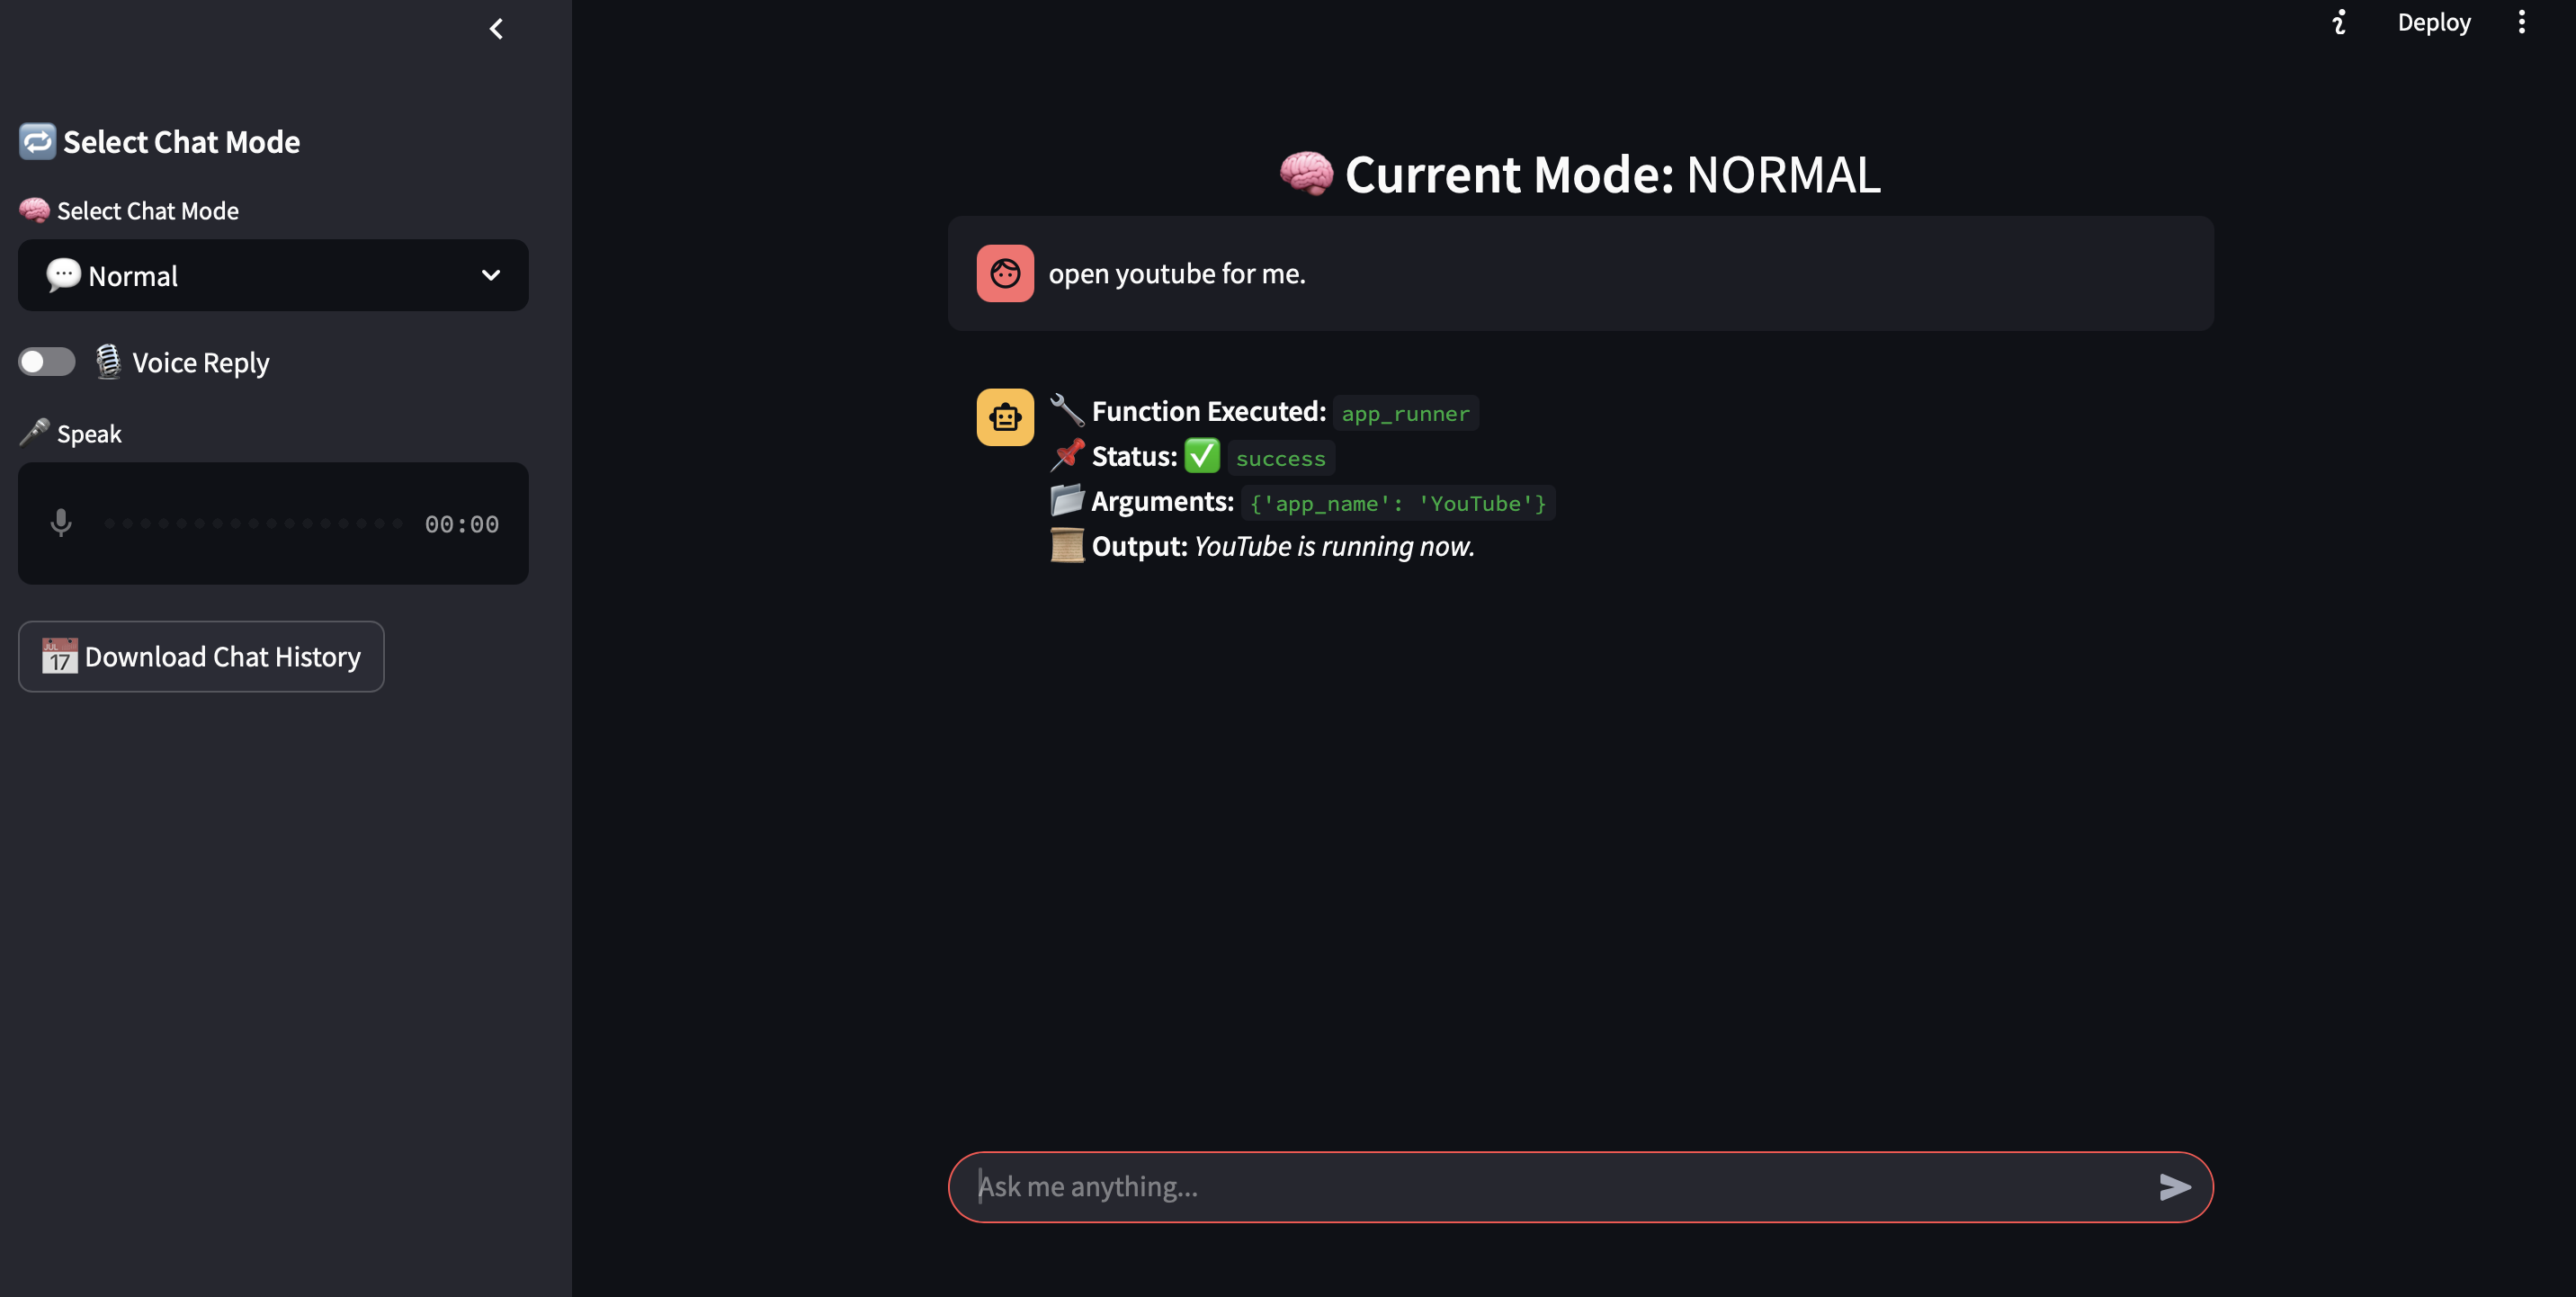 Deploy
Select Chat Mode
Select Chat Mode
Normal
Voice Reply
Speak
00:00
JUL
17
Download Chat History
Current Mode: NORMAL
open youtube for me.
Function Executed: app_runner
Status: success
Arguments: {'app_name': 'YouTube'}
Output: YouTube is running now.
Ask me anything...